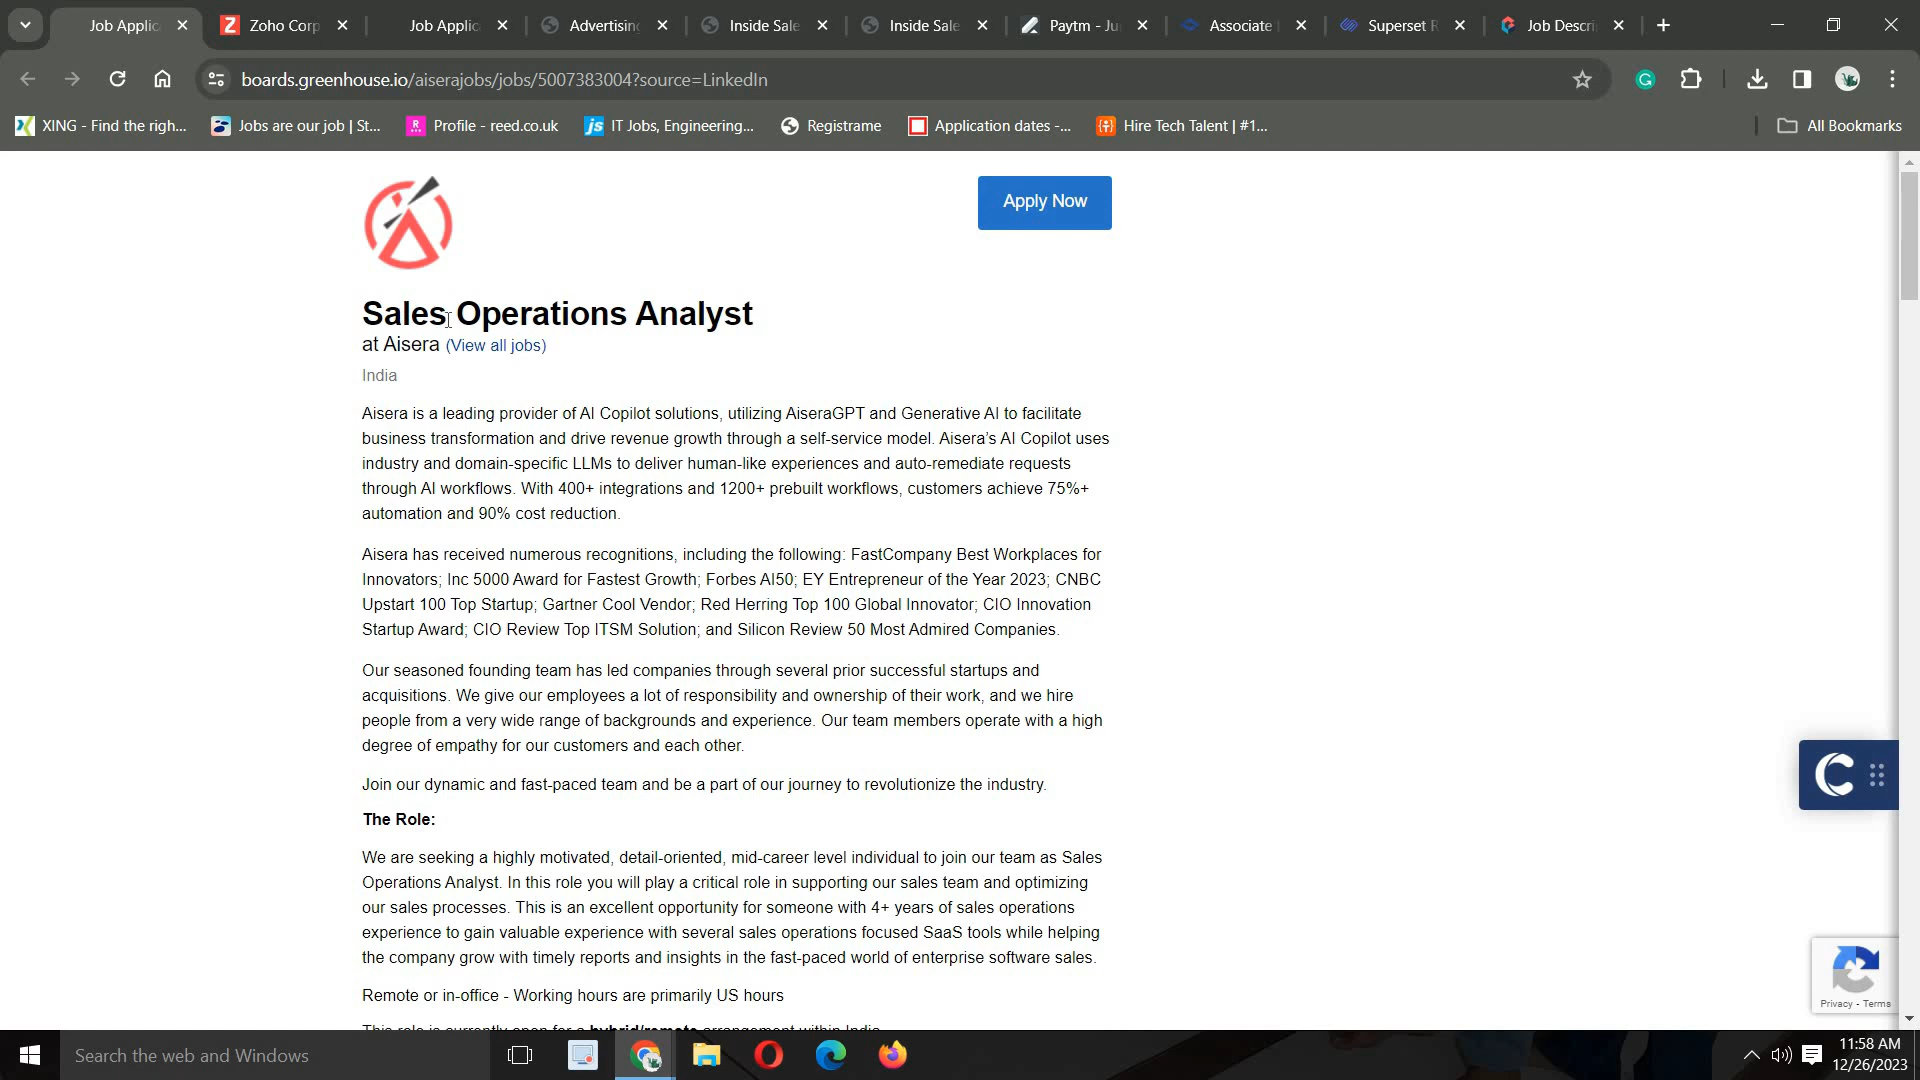 Job Applic
Zoho Corp
Job Applic
Advertising
Inside Sale
Inside Sale
Paytm - Ju
Associate
Superset R
Job Descri
boards.greenhouse.io/aiserajobs/jobs/5007383004?source=LinkedIn
XING - Find the righ...
Jobs are our job | St...
Profile - reed.co.uk
IT Jobs, Engineering...
Registrame
Application dates -...
Hire Tech Talent | #1...
All Bookmarks
Apply Now
Sales Operations Analyst
at Aisera (View all jobs)
India
Aisera is a leading provider of AI Copilot solutions, utilizing AiseraGPT and Generative AI to facilitate
business transformation and drive revenue growth through a self-service model. Aisera’s AI Copilot uses
industry and domain-specific LLMs to deliver human-like experiences and auto-remediate requests
through AI workflows. With 400+ integrations and 1200+ prebuilt workflows, customers achieve 75%+
automation and 90% cost reduction.
Aisera has received numerous recognitions, including the following: FastCompany Best Workplaces for
Innovators; Inc 5000 Award for Fastest Growth; Forbes AI50; EY Entrepreneur of the Year 2023; CNBC
Upstart 100 Top Startup; Gartner Cool Vendor; Red Herring Top 100 Global Innovator; CIO Innovation
Startup Award; CIO Review Top ITSM Solution; and Silicon Review 50 Most Admired Companies.
Our seasoned founding team has led companies through several prior successful startups and
acquisitions. We give our employees a lot of responsibility and ownership of their work, and we hire
people from a very wide range of backgrounds and experience. Our team members operate with a high
degree of empathy for our customers and each other.
Join our dynamic and fast-paced team and be a part of our journey to revolutionize the industry.
The Role:
We are seeking a highly motivated, detail-oriented, mid-career level individual to join our team as Sales
Operations Analyst. In this role you will play a critical role in supporting our sales team and optimizing
our sales processes. This is an excellent opportunity for someone with 4+ years of sales operations
experience to gain valuable experience with several sales operations focused SaaS tools while helping
the company grow with timely reports and insights in the fast-paced world of enterprise software sales.
Remote or in-office - Working hours are primarily US hours
This role is currently open for a hybrid/remote arrangement within India
Privacy - Terms
Search the web and Windows
11:58 AM
12/26/2023